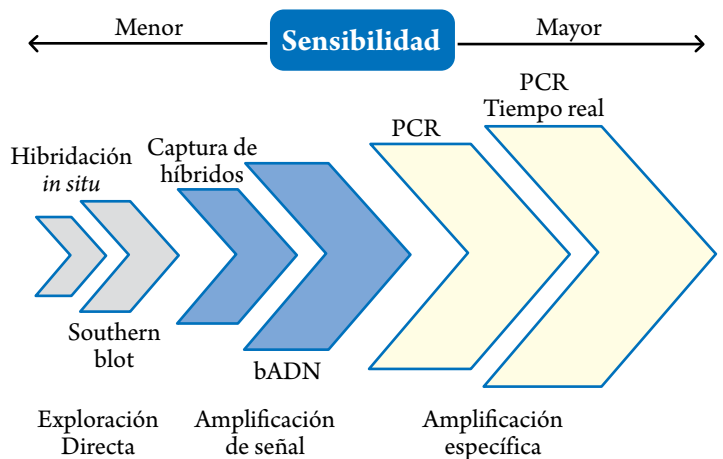 Menor
Sensibilidad
Mayor
Hibridación
in situ
Southern
blot
Captura de
híbridos
bADN
PCR
PCR
Tiempo real
Exploración
Directa
Amplificación
de señal
Amplificación
específica